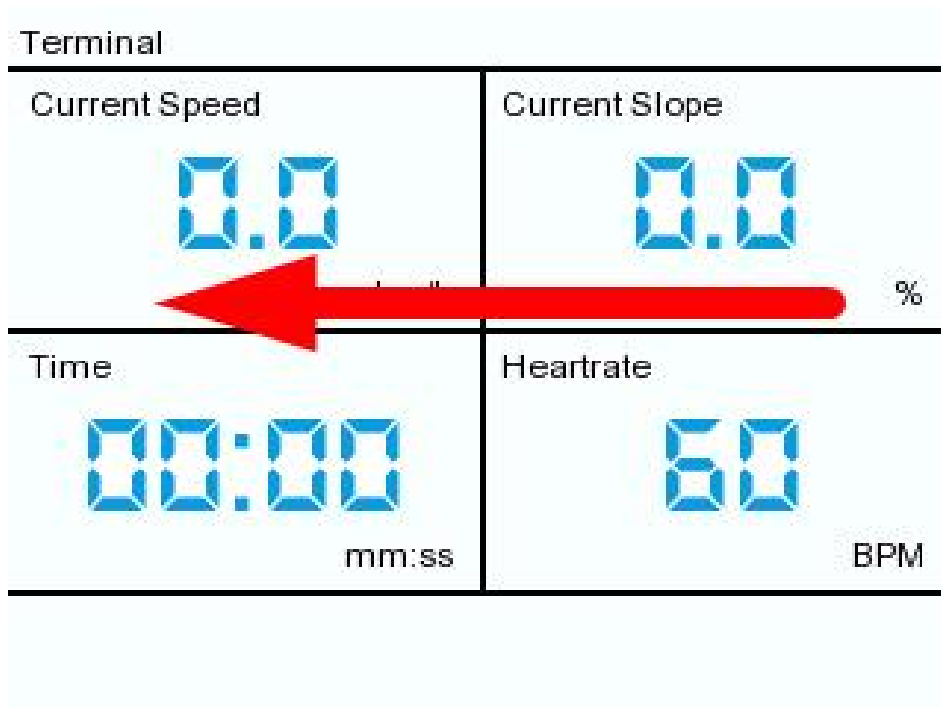 Terminal
Current Speed
0.0
Current Slope
0.0
%
Time
00:00
mm:ss
Heartrate
60
BPM